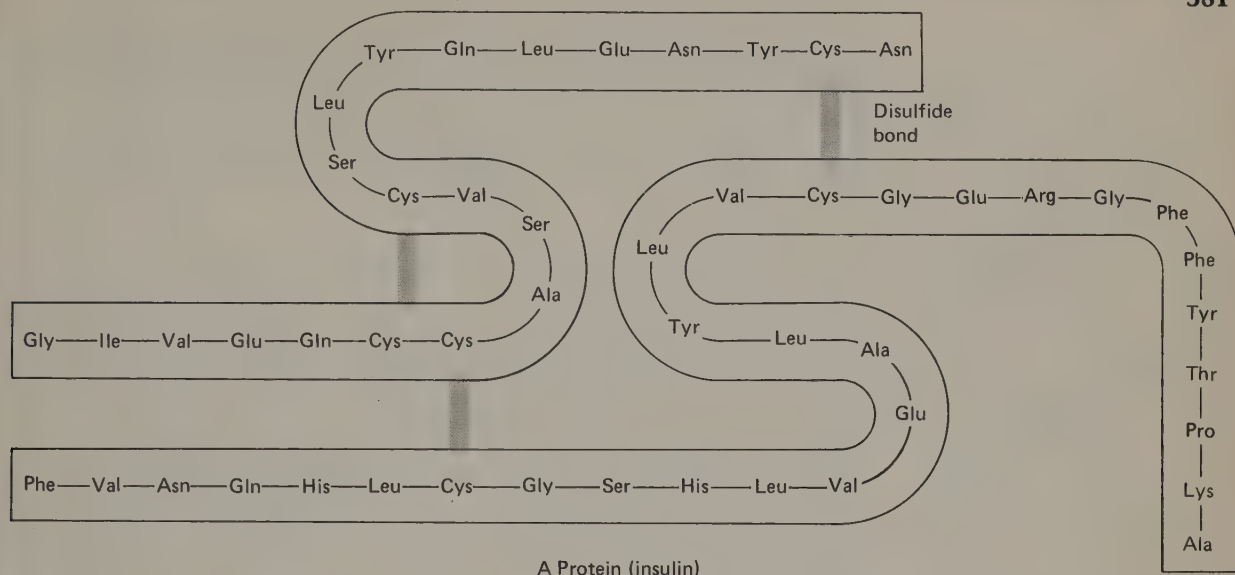 381
Tyr—Gln—Leu—Glu—Asn—Tyr—Cys—Asn
Leu
Ser
Cys—Val
Ser
Ala
Gly—Ile—Val—Glu—Gln—Cys—Cys
Disulfide
bond
Phe—Val—Asn—Gln—His—Leu—Cys—Gly—Ser—His—Leu—Val
Glu
Ala
Leu
Tyr
Leu
Val—Cys—Gly—Glu—Arg—Gly
Phe
Phe
Tyr
Thr
Pro
Lys
Ala
A Protein (insulin)